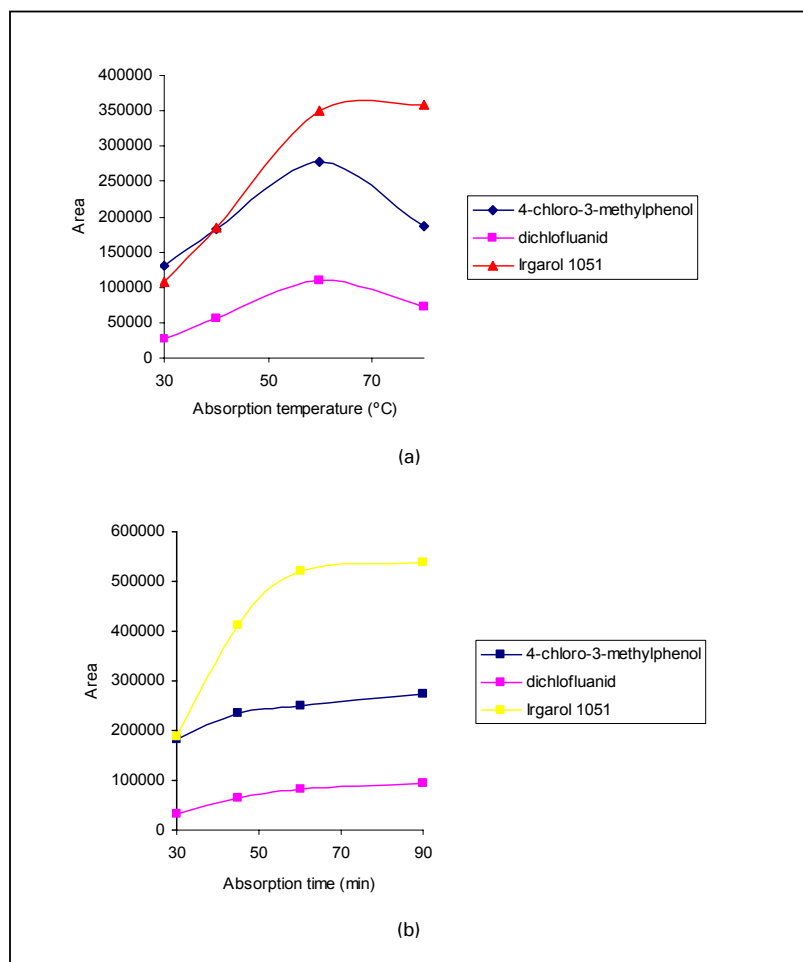 400000
350000
300000
250000
200000
150000
100000
50000
0
Area
30
50
70
Absorption temperature (ºC)
4-chloro-3-methylphenol
dichlofluanid
Irgarol 1051
(a)
600000
500000
400000
300000
200000
100000
0
Area
30
50
70
90
Absorption time (min)
4-chloro-3-methylphenol
dichlofluanid
Irgarol 1051
(b)